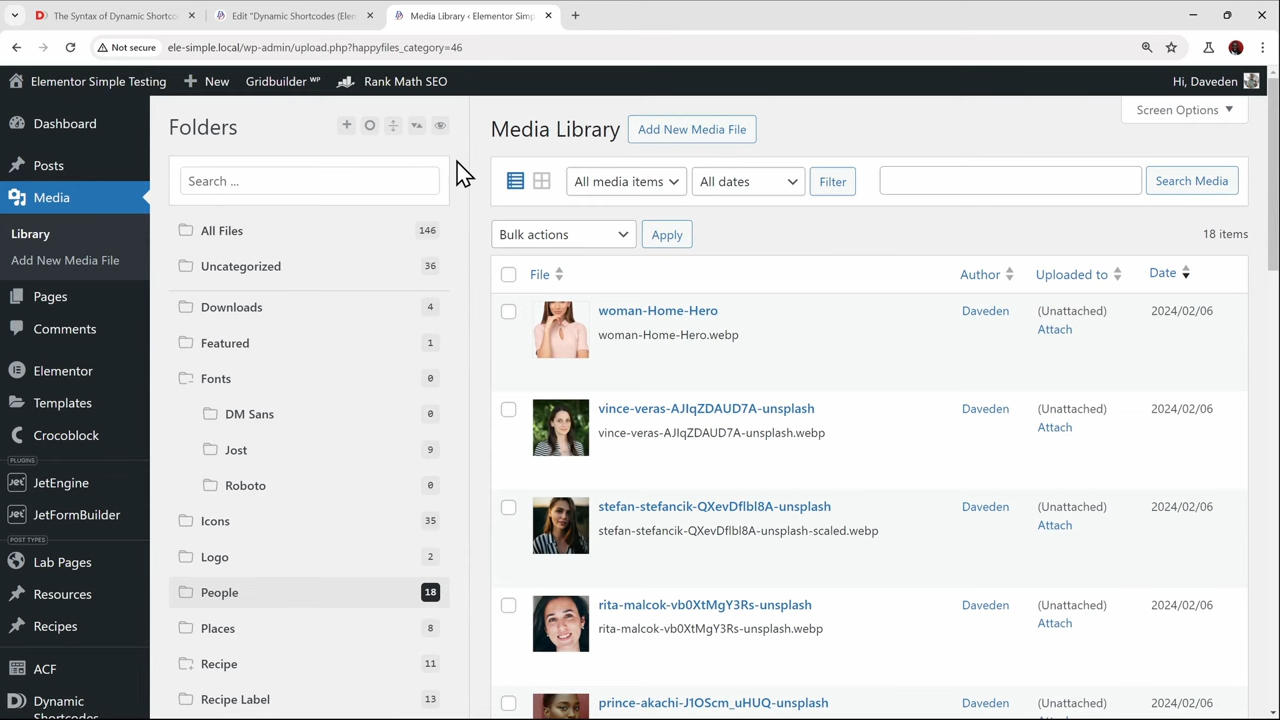 The Syntax of Dynamic Shortc
Edit "Dynamic Shortcodes (Elen
Media Library ‹ Elementor Simp
Not secure
ele-simple.local/wp-admin/upload.php?happyfiles_category=46
Elementor Simple Testing
New
Gridbuilder WP
Rank Math SEO
Hi, Daveden
Dashboard
Posts
Media
Library
Add New Media File
Pages
Comments
Elementor
Templates
Crocoblock
PLUGINS
JetEngine
JetFormBuilder
POST TYPES
Lab Pages
Resources
Recipes
ACF
Dynamic
Shortcodes
Folders
Search ...
All Files 146
Uncategorized 36
Downloads 4
Featured 1
Fonts 0
DM Sans 0
Jost 9
Roboto 0
Icons 35
Logo 2
People 18
Places 8
Recipe 11
Recipe Label 13
Screen Options
Media Library
Add New Media File
All media items
All dates
Filter
Search Media
Bulk actions
Apply
18 items
File Author Uploaded to Date
woman-Home-Hero Daveden (Unattached) 2024/02/06
woman-Home-Hero.webp Attach
vince-veras-AJIqZDAUD7A-unsplash Daveden (Unattached) 2024/02/06
vince-veras-AJIqZDAUD7A-unsplash.webp Attach
stefan-stefancik-QXevDflbl8A-unsplash Daveden (Unattached) 2024/02/06
stefan-stefancik-QXevDflbl8A-unsplash-scaled.webp Attach
rita-malcok-vb0XtMgY3Rs-unsplash Daveden (Unattached) 2024/02/06
rita-malcok-vb0XtMgY3Rs-unsplash.webp Attach
prince-akachi-J1OScm_uHUQ-unsplash Daveden (Unattached) 2024/02/06